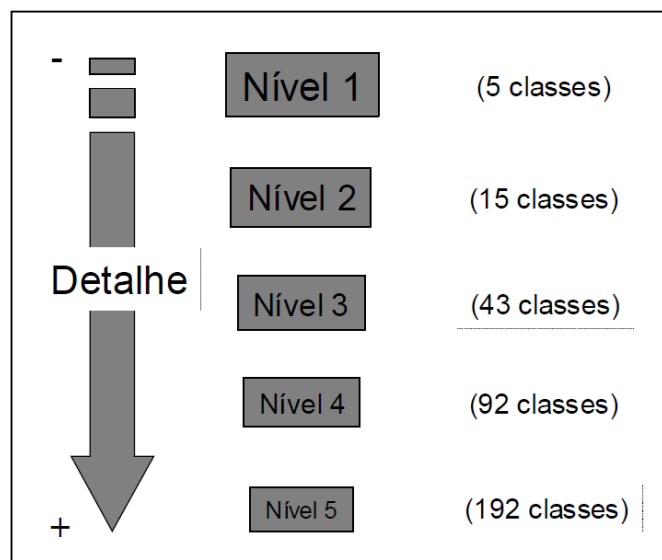 -
Nível 1 (5 classes)
Nível 2 (15 classes)
Detalhe
Nível 3 (43 classes)
Nível 4 (92 classes)
Nível 5 (192 classes)
+